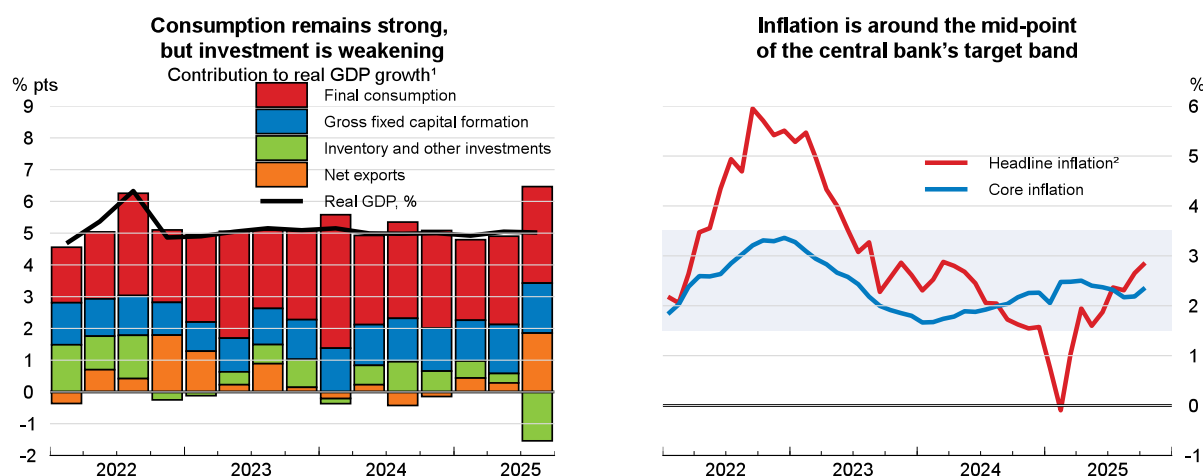 Consumption remains strong,
but investment is weakening
Contribution to real GDP growth¹
% pts
9
8
7
6
5
4
3
2
1
0
-1
-2
Final consumption
Gross fixed capital formation
Inventory and other investments
Net exports
Real GDP, %
2022
2023
2024
2025
Inflation is around the mid-point
of the central bank’s target band
%
6
5
4
3
2
1
0
-1
Headline inflation²
Core inflation
2022
2023
2024
2025